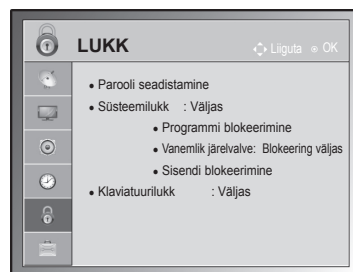 LUKK
Liiguta OK
• Parooli seadistamine
• Süsteemilukk : Väljas
• Programmi blokeerimine
• Vanemlik järelvalve: Blokeering väljas
• Sisendi blokeerimine
• Klaviatuurilukk : Väljas